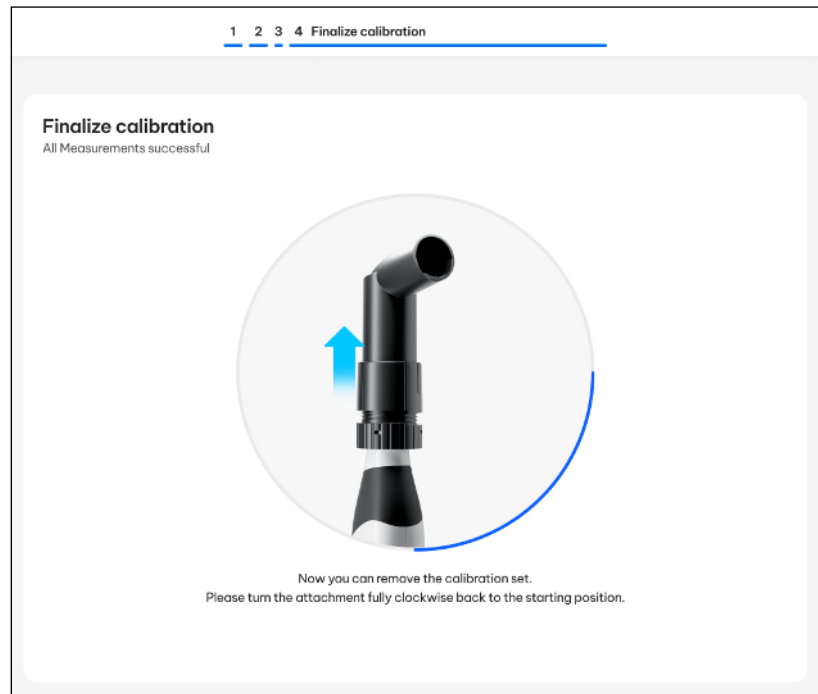 1 2 3 4 Finalize calibration
Finalize calibration
All Measurements successful
Now you can remove the calibration set.
Please turn the attachment fully clockwise back to the starting position.